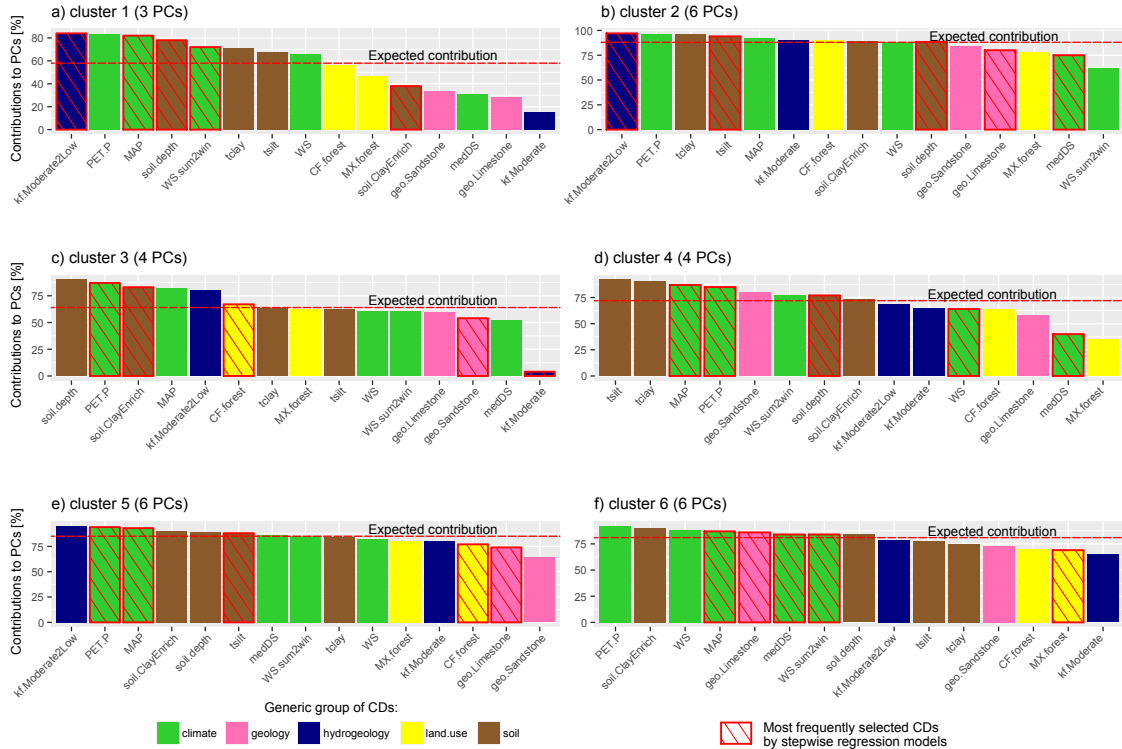 a) cluster 1 (3 PCs)
Contributions to PCs [%]
80
60
40
20
0
Expected contribution
kf.Moderate2Low
PET.P
MAP
soil.depth
WS.sum2win
tclay
tsilt
WS
CF.forest
MX.forest
soil.ClayEnrich
geo.Sandstone
medDS
geo.Limestone
kf.Moderate
b) cluster 2 (6 PCs)
100
75
50
25
0
Expected contribution
kf.Moderate2Low
PET.P
tclay
tsilt
MAP
kf.Moderate
CF.forest
soil.ClayEnrich
WS
soil.depth
geo.Sandstone
geo.Limestone
MX.forest
medDS
WS.sum2win
c) cluster 3 (4 PCs)
Contributions to PCs [%]
75
50
25
0
Expected contribution
soil.depth
PET.P
soil.ClayEnrich
MAP
kf.Moderate2Low
CF.forest
tclay
MX.forest
tsilt
WS
WS.sum2win
geo.Limestone
geo.Sandstone
medDS
kf.Moderate
d) cluster 4 (4 PCs)
75
50
25
0
Expected contribution
tsilt
tclay
MAP
PET.P
geo.Sandstone
WS.sum2win
soil.depth
soil.ClayEnrich
kf.Moderate2Low
kf.Moderate
WS
CF.forest
geo.Limestone
medDS
MX.forest
e) cluster 5 (6 PCs)
Contributions to PCs [%]
75
50
25
0
Expected contribution
kf.Moderate2Low
PET.P
MAP
soil.ClayEnrich
soil.depth
tsilt
medDS
WS.sum2win
tclay
WS
MX.forest
kf.Moderate
CF.forest
geo.Limestone
geo.Sandstone
f) cluster 6 (6 PCs)
75
50
25
0
Expected contribution
PET.P
soil.ClayEnrich
WS
MAP
geo.Limestone
medDS
WS.sum2win
soil.depth
kf.Moderate2Low
tsilt
tclay
geo.Sandstone
CF.forest
MX.forest
kf.Moderate
Generic group of CDs:
climate
geology
hydrogeology
land.use
soil
Most frequently selected CDs
by stepwise regression models